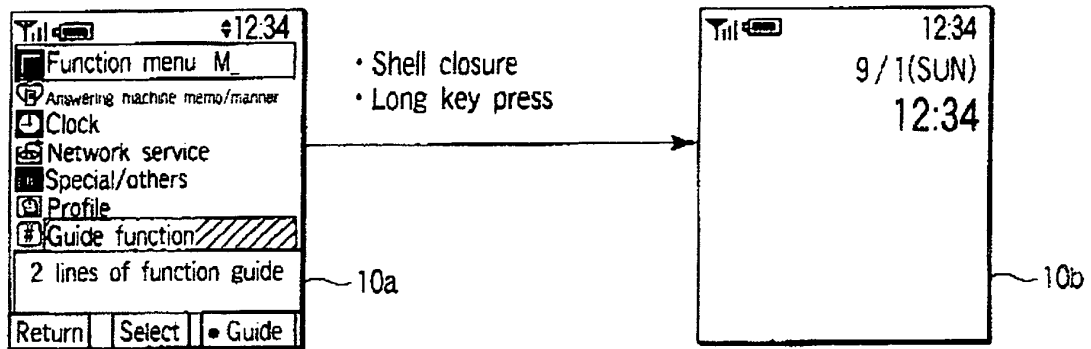 12:34
Function menu M_
Answering machine memo/manner
Clock
Network service
Special/others
Profile
# Guide function
2 lines of function guide
Return Select • Guide
10a
・Shell closure
・Long key press
12:34
9/1(SUN)
12:34
10b